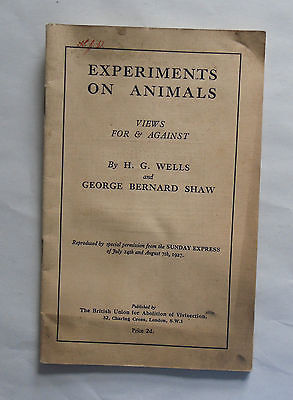 EXPERIMENTS
ON ANIMALS
VIEWS
FOR & AGAINST
By H. G. WELLS
and
GEORGE BERNARD SHAW
Reproduced by special permission from the SUNDAY EXPRESS
of July 24th and August 7th, 1927.
Published by
The British Union for Abolition of Vivisection,
32, Charing Cross, London, S.W.1
Price 2d.